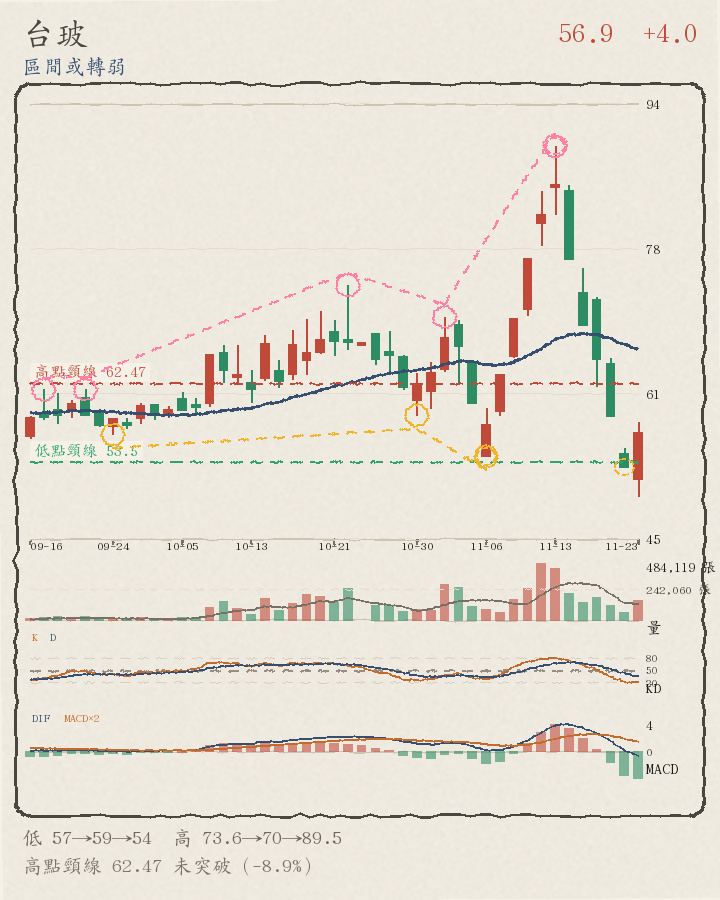 台玻
56.9 +4.0
區間或轉弱
94
78
高點頸線 62.47
61
低點頸線 53.5
45
09-16 09-24 10-05 10-13 10-21 10-30 11-06 11-13 11-23
484,119 張
242,060 張
量
K D
80
50
20
KD
DIF MACD×2
4
0
MACD
低 57→59→54 高 73.6→70→89.5
高點頸線 62.47 未突破 (-8.9%)